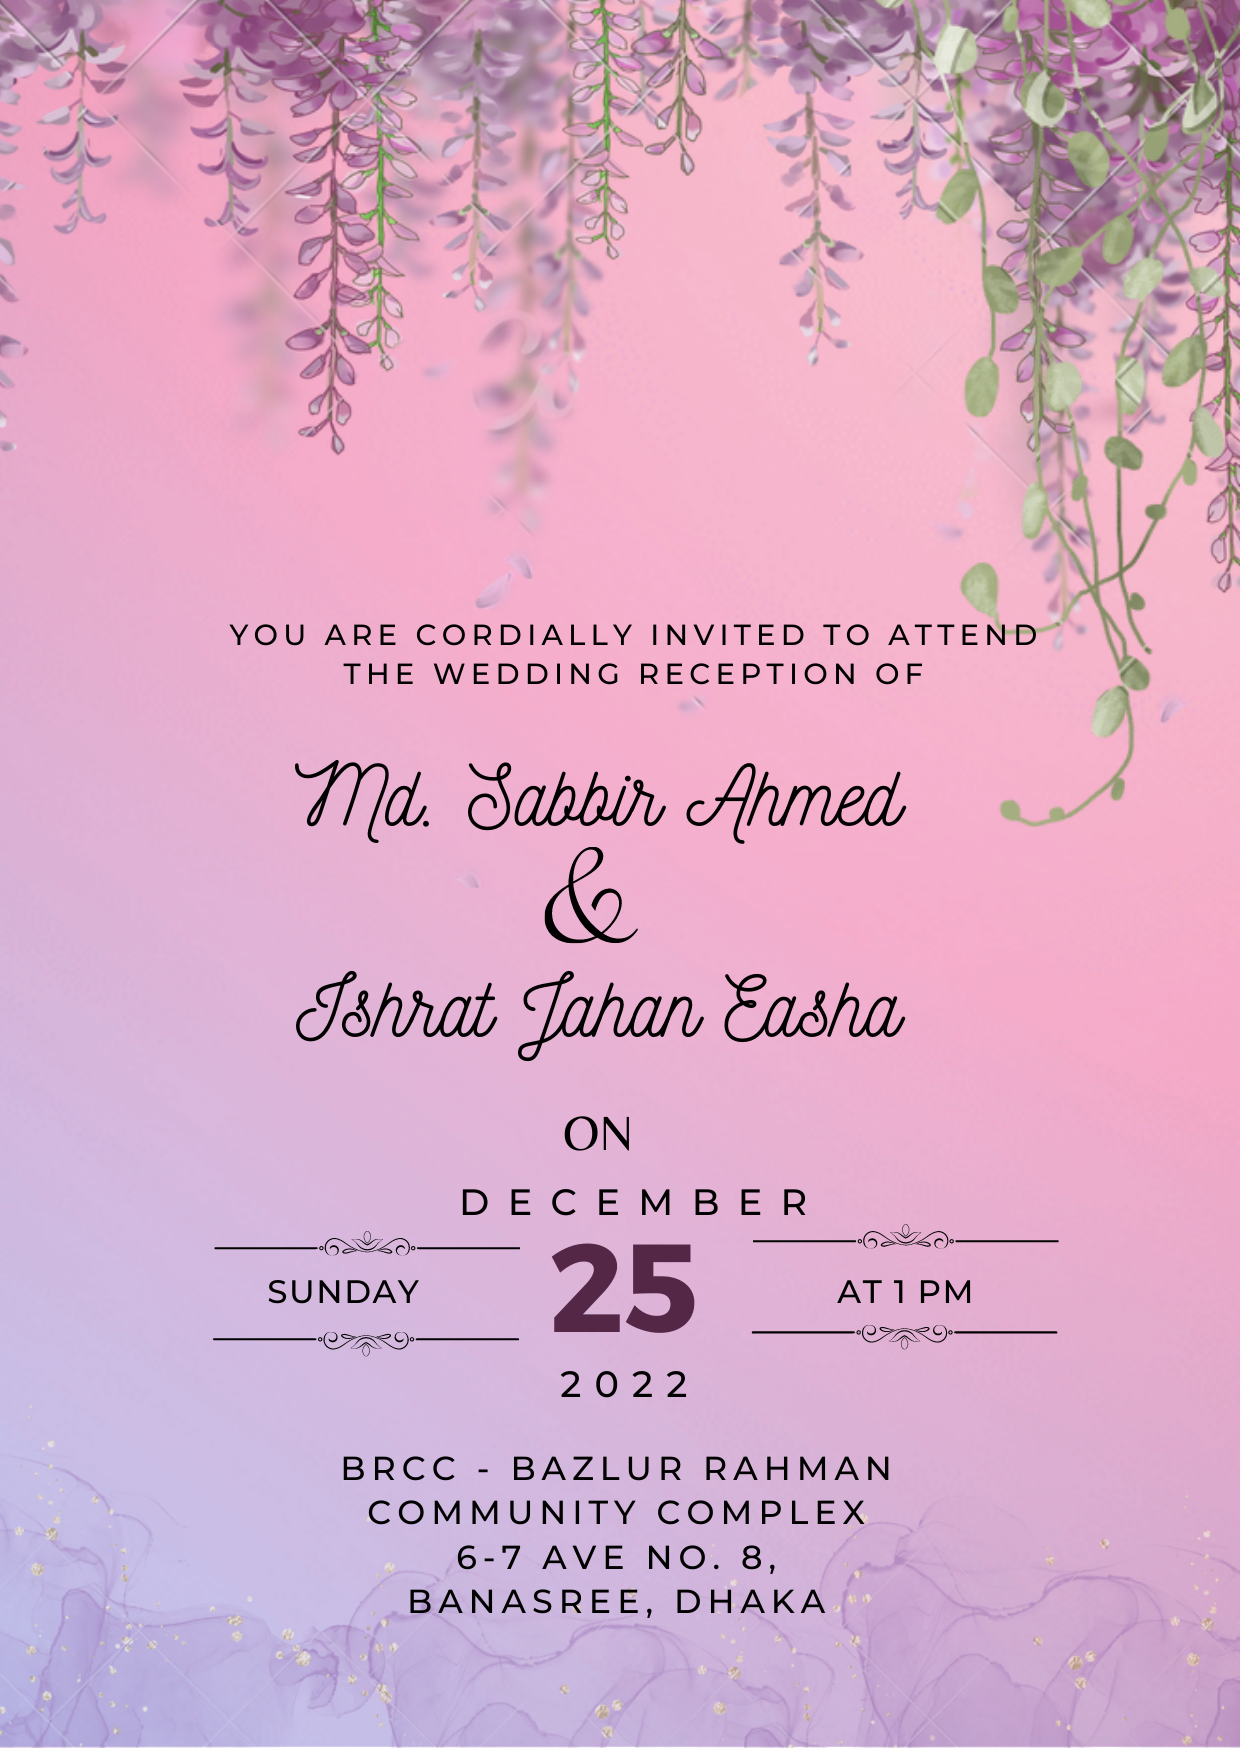 YOU ARE CORDIALLY INVITED TO ATTEND
THE WEDDING RECEPTION OF
Md. Sabbir Ahmed
&
Ishrat Jahan Easha
ON
DECEMBER
SUNDAY
25
AT 1 PM
2022
BRCC - BAZLUR RAHMAN
COMMUNITY COMPLEX
6-7 AVE NO. 8,
BANASREE, DHAKA